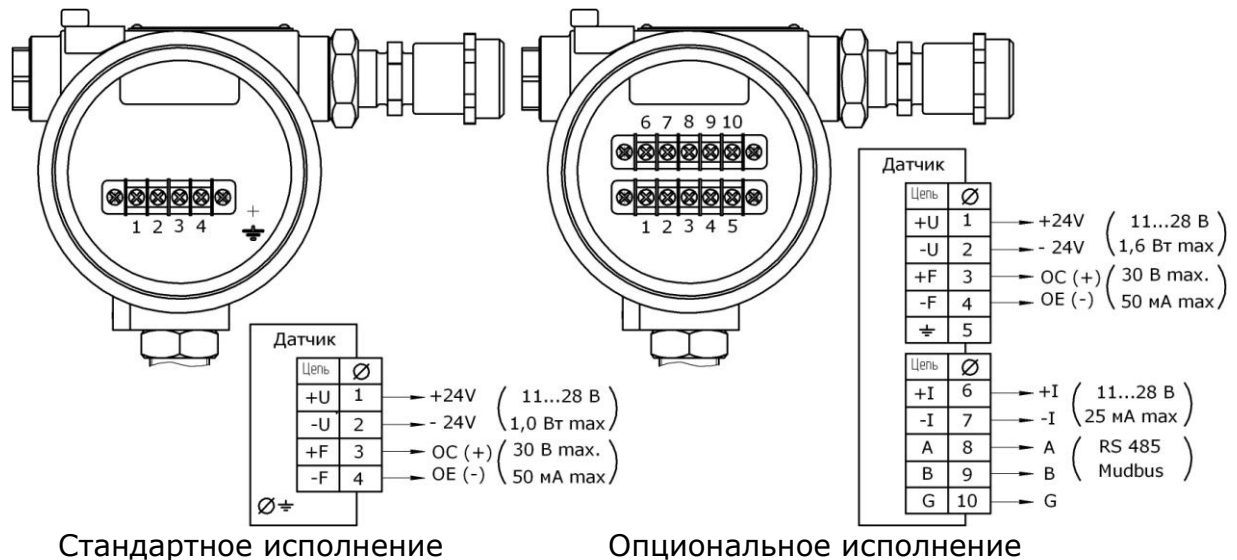 6 7 8 9 10
1 2 3 4
1 2 3 4 5
Датчик
Цепь Ø
+U 1 +24V ( 11...28 В
-U 2 - 24V 1,0 Вт max )
+F 3 OC (+) ( 30 В max.
-F 4 OE (-) 50 мА max )
Ø
Датчик
Цепь Ø
+U 1 +24V ( 11...28 В
-U 2 - 24V 1,6 Вт max )
+F 3 OC (+) ( 30 В max.
-F 4 OE (-) 50 мА max )
5
Цепь Ø
+I 6 +I ( 11...28 В
-I 7 -I 25 мА max )
A 8 A ( RS 485
B 9 B Mudbus )
G 10 G
Стандартное исполнение
Опциональное исполнение